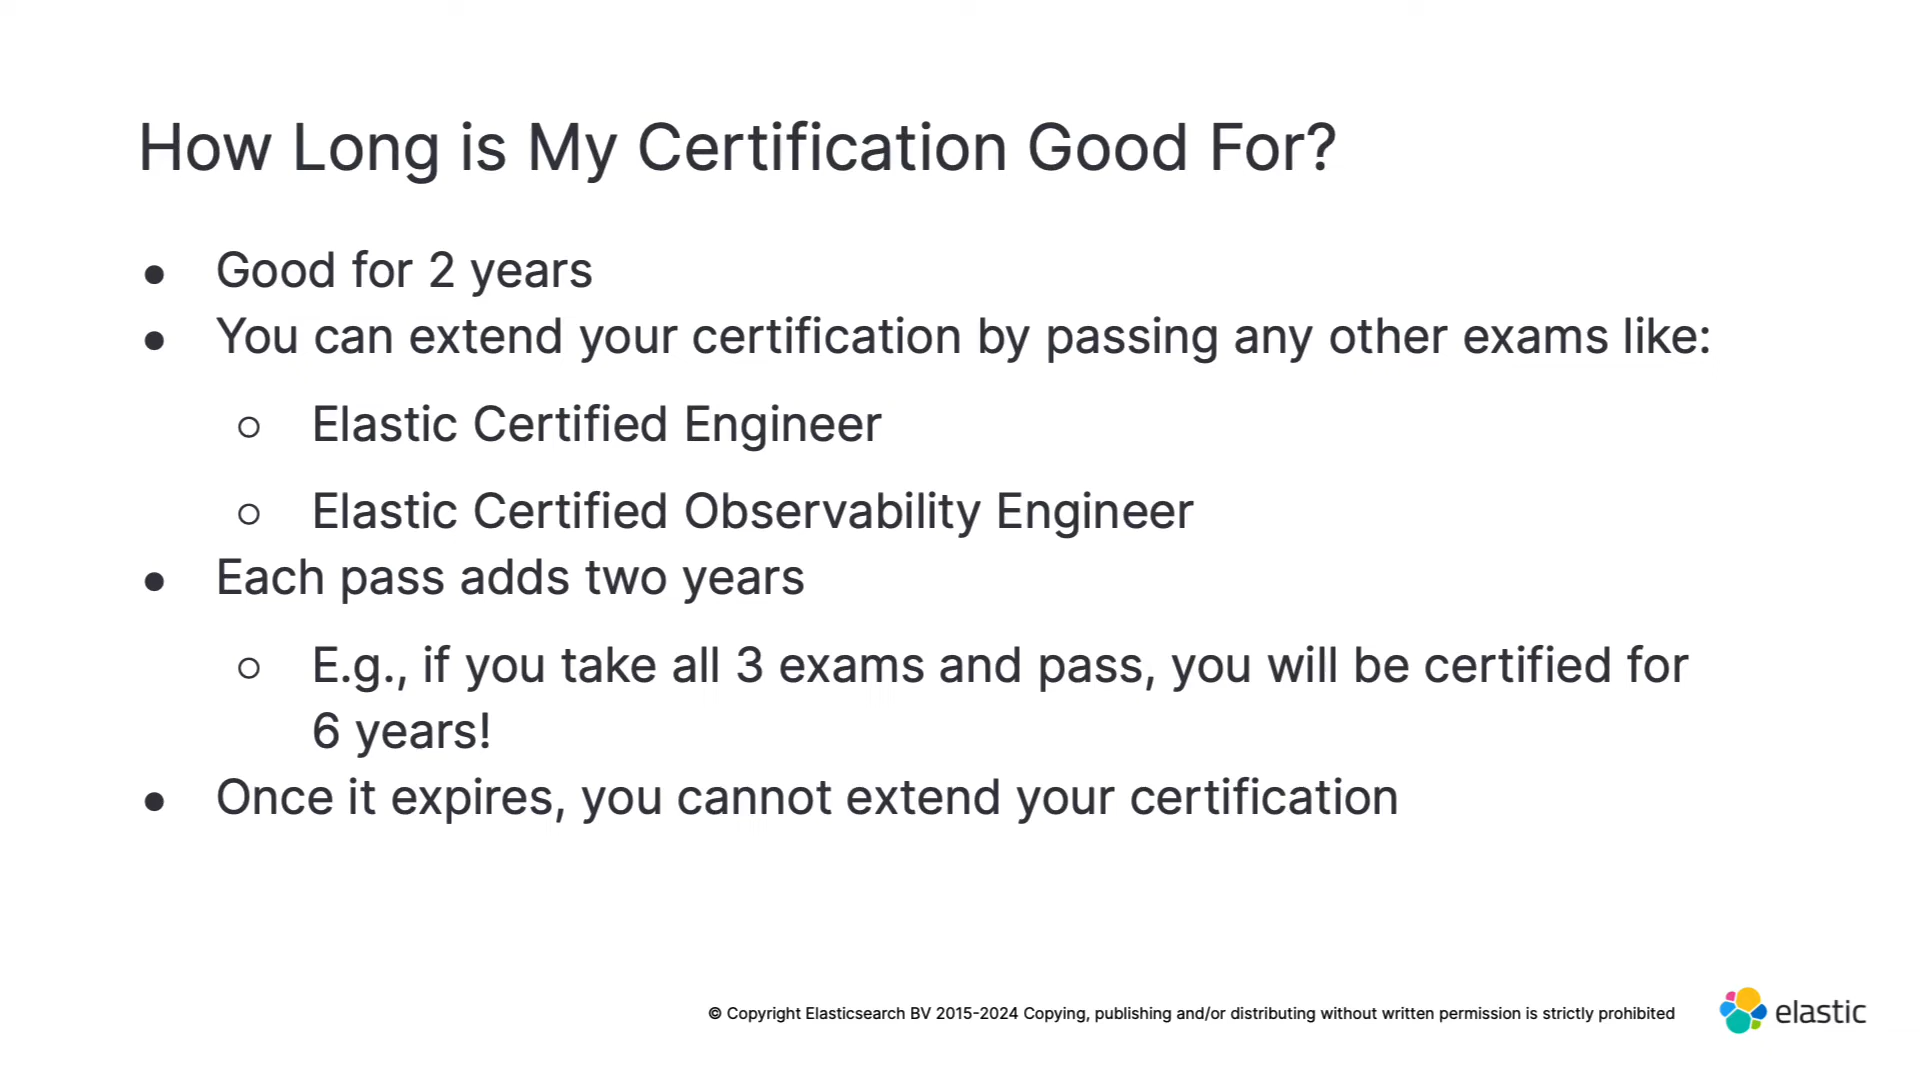 How Long is My Certification Good For?
● Good for 2 years
● You can extend your certification by passing any other exams like:
○ Elastic Certified Engineer
○ Elastic Certified Observability Engineer
● Each pass adds two years
○ E.g., if you take all 3 exams and pass, you will be certified for
6 years!
● Once it expires, you cannot extend your certification
© Copyright Elasticsearch BV 2015-2024 Copying, publishing and/or distributing without written permission is strictly prohibited
elastic